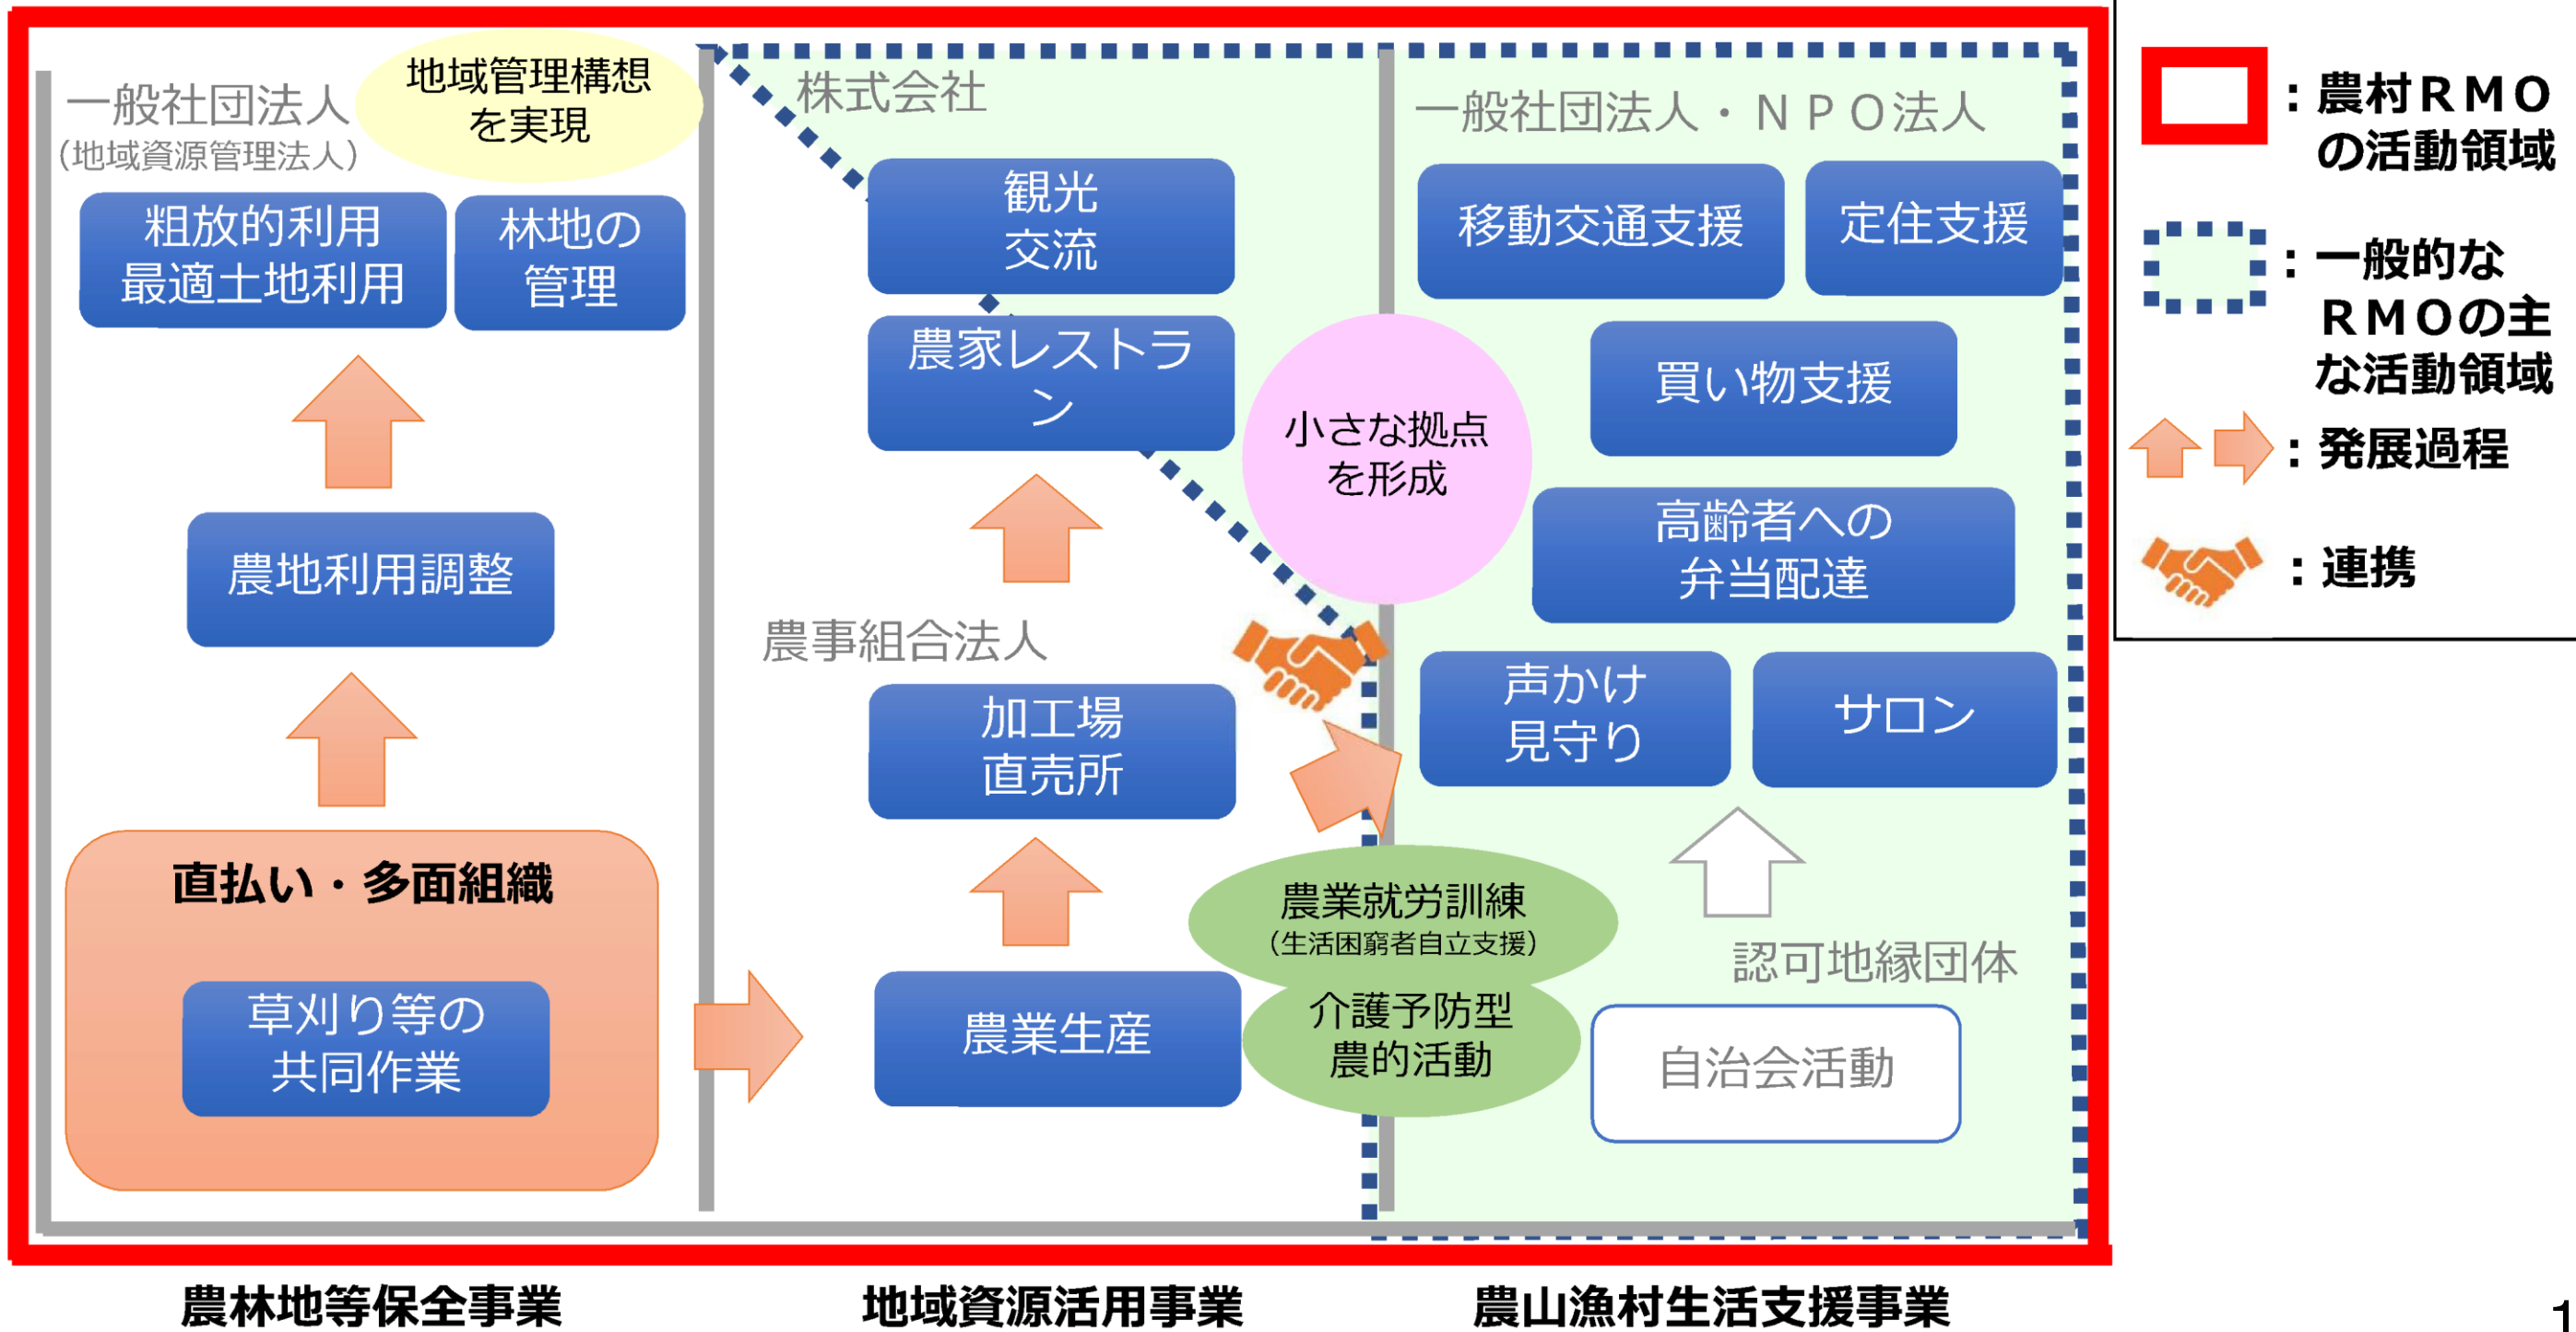 一般社団法人
（地域資源管理法人）
地域管理構想
を実現
粗放的利用
最適土地利用
林地の
管理
農地利用調整
直払い・多面組織
草刈り等の
共同作業
株式会社
観光
交流
農家レストラ
ン
農事組合法人
加工場
直売所
農業生産
小さな拠点
を形成
農業就労訓練
（生活困窮者自立支援）
介護予防型
農的活動
一般社団法人・ＮＰＯ法人
移動交通支援
定住支援
買い物支援
高齢者への
弁当配達
声かけ
見守り
サロン
認可地縁団体
自治会活動
農林地等保全事業
地域資源活用事業
農山漁村生活支援事業
：農村ＲＭＯ
の活動領域
：一般的な
ＲＭＯの主
な活動領域
：発展過程
：連携
1